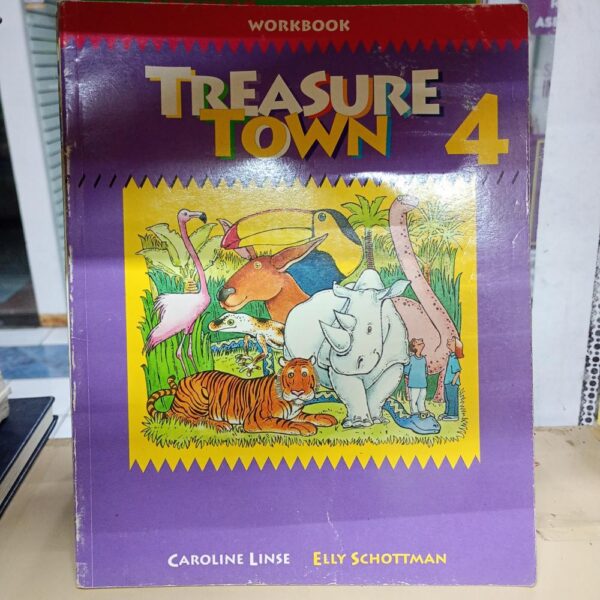 WORKBOOK
TREASURE
TOWN 4
CAROLINE LINSE ELLY SCHOTTMAN